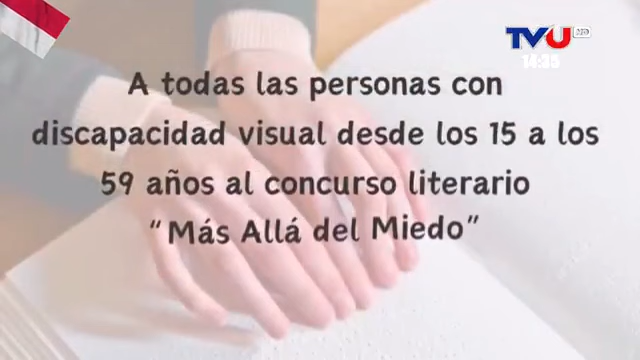 TVU HD
14:35
A todas las personas con
discapacidad visual desde los 15 a los
59 años al concurso literario
“Más Allá del Miedo”